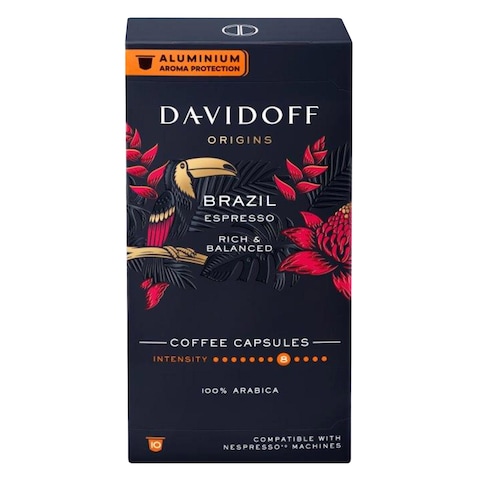 ALUMINIUM
AROMA PROTECTION
DAVIDOFF
ORIGINS
BRAZIL
ESPRESSO
RICH &
BALANCED
COFFEE CAPSULES
INTENSITY 8
100% ARABICA
10
COMPATIBLE WITH
NESPRESSO®* MACHINES